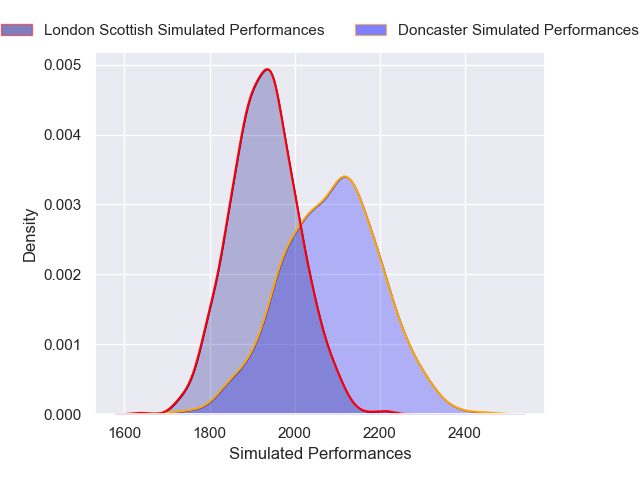 London Scottish Simulated Performances
Doncaster Simulated Performances
0.005
0.004
0.003
0.002
0.001
0.000
Density
1600
1800
2000
2200
2400
Simulated Performances